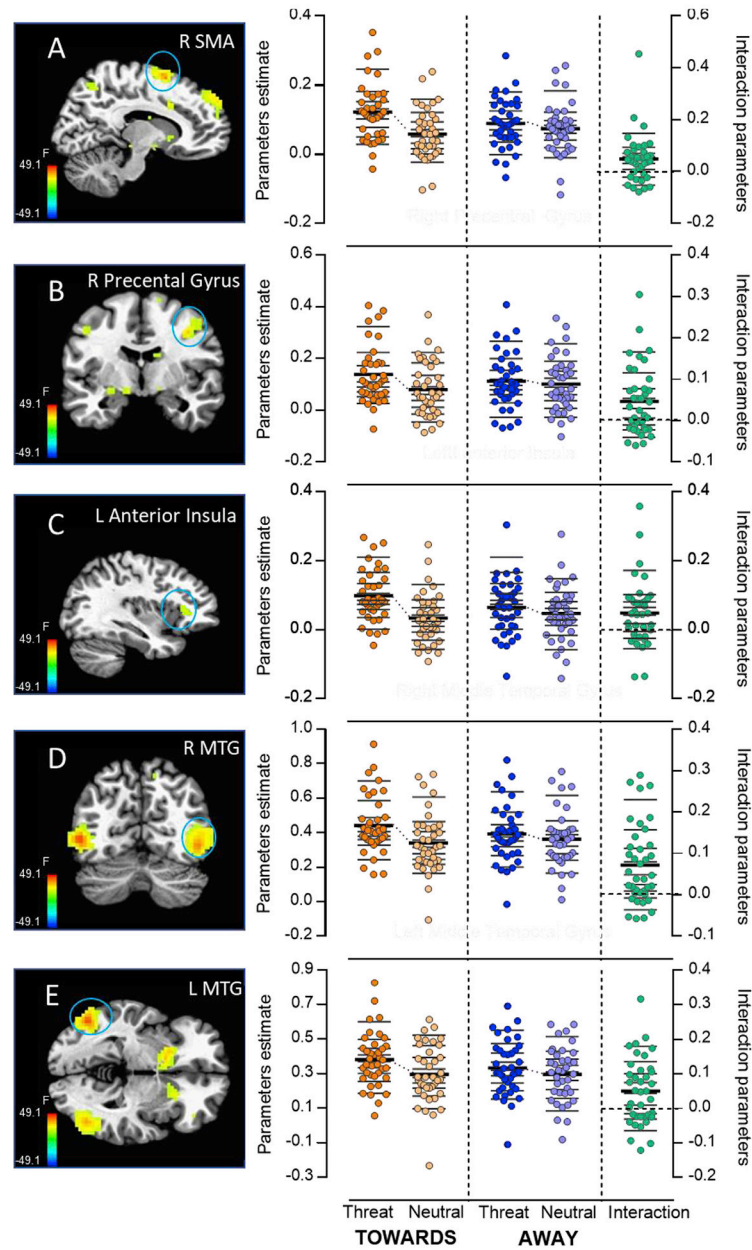 A
R SMA
F
49.1
-49.1
Parameters estimate
0.4
0.2
0.0
-0.2
0.6
0.4
0.2
0.0
-0.2
Interaction parameters
Right Precentral Gyrus
B
R Precental Gyrus
F
49.1
-49.1
Parameters estimate
0.6
0.4
0.2
0.0
-0.2
0.4
0.3
0.2
0.1
0.0
-0.1
Interaction parameters
Left Anterior Insula
C
L Anterior Insula
F
49.1
-49.1
Parameters estimate
0.4
0.2
0.0
-0.2
0.4
0.2
0.0
-0.2
Interaction parameters
Right Middle Temporal Gyrus
D
R MTG
F
49.1
-49.1
Parameters estimate
1.0
0.8
0.6
0.4
0.2
0.0
-0.2
0.4
0.3
0.2
0.1
0.0
-0.1
Interaction parameters
Left Middle Temporal Gyrus
E
L MTG
F
49.1
-49.1
Parameters estimate
0.9
0.7
0.5
0.3
0.1
-0.1
-0.3
0.4
0.3
0.2
0.1
0.0
-0.1
-0.2
Interaction parameters
Threat Neutral Threat Neutral Interaction
TOWARDS AWAY